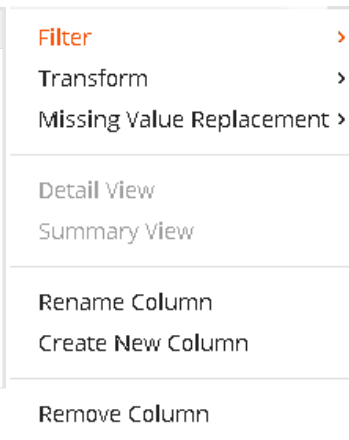 Filter
Transform
Missing Value Replacement
Detail View
Summary View
Rename Column
Create New Column
Remove Column